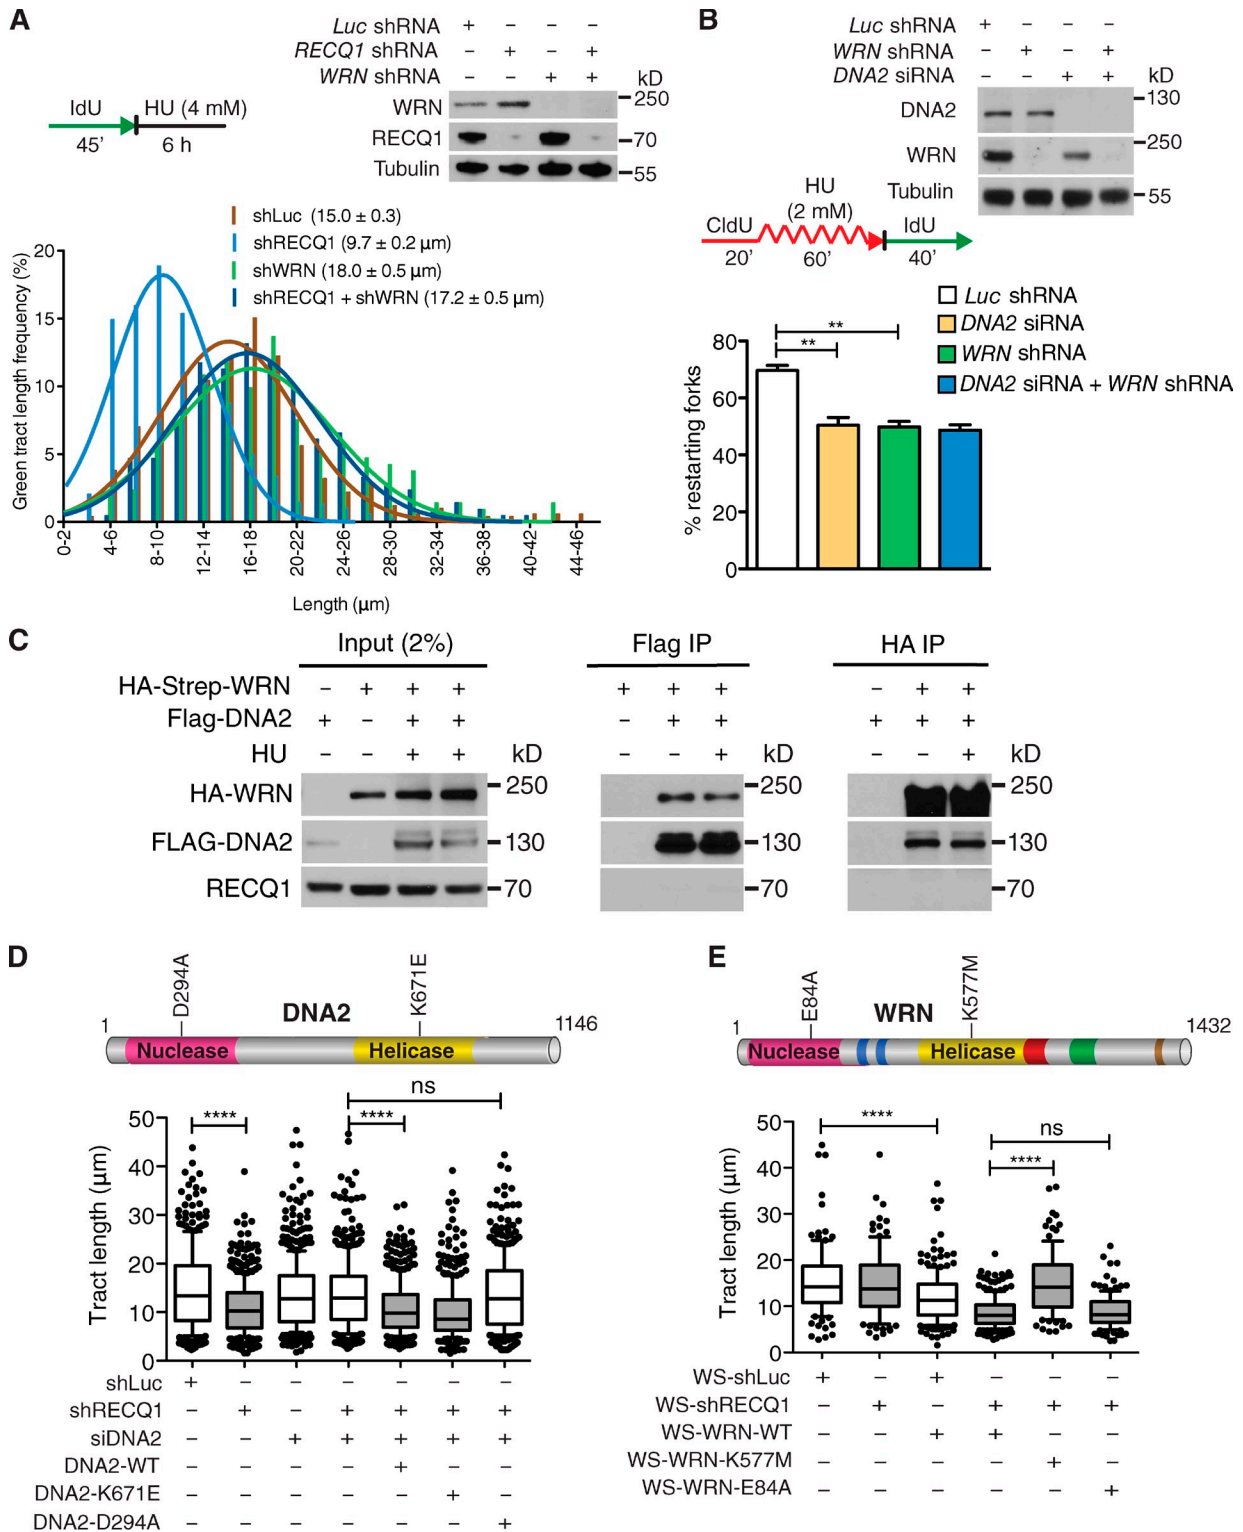 A
Luc shRNA + – – –
RECQ1 shRNA – + – +
WRN shRNA – – + +
kD
WRN 250
RECQ1 70
Tubulin 55
IdU HU (4 mM)
45' 6 h
shLuc (15.0 ± 0.3)
shRECQ1 (9.7 ± 0.2 µm)
shWRN (18.0 ± 0.5 µm)
shRECQ1 + shWRN (17.2 ± 0.5 µm)
Green tract length frequency (%)
20
15
10
5
0
0-2 4-6 8-10 12-14 16-18 20-22 24-26 28-30 32-34 36-38 40-42 44-46
Length (µm)
B
Luc shRNA + – – –
WRN shRNA – + – +
DNA2 siRNA – – + +
kD
DNA2 130
WRN 250
Tubulin 55
CldU HU (2 mM) IdU
20' 60' 40'
Luc shRNA
DNA2 siRNA
WRN shRNA
DNA2 siRNA + WRN shRNA
% restarting forks
80
60
40
20
0
**
**
C
Input (2%) Flag IP HA IP
HA-Strep-WRN – + + + + + + – + +
Flag-DNA2 + – + + – + + + + +
HU – – + + – – + – – +
kD kD kD
HA-WRN 250 250 250
FLAG-DNA2 130 130 130
RECQ1 70 70 70
D
D294A K671E
1 DNA2 1146
Nuclease Helicase
ns
**** ****
Tract length (µm)
50
40
30
20
10
0
shLuc + – – – – – –
shRECQ1 – + – + + + +
siDNA2 – – + + + + +
DNA2-WT – – – – + – –
DNA2-K671E – – – – – + –
DNA2-D294A – – – – – – +
E
E84A K577M
1 WRN 1432
Nuclease Helicase
**** ns
****
Tract length (µm)
50
40
30
20
10
0
WS-shLuc + – + – – –
WS-shRECQ1 – + – + + +
WS-WRN-WT – – + + – –
WS-WRN-K577M – – – – + –
WS-WRN-E84A – – – – – +